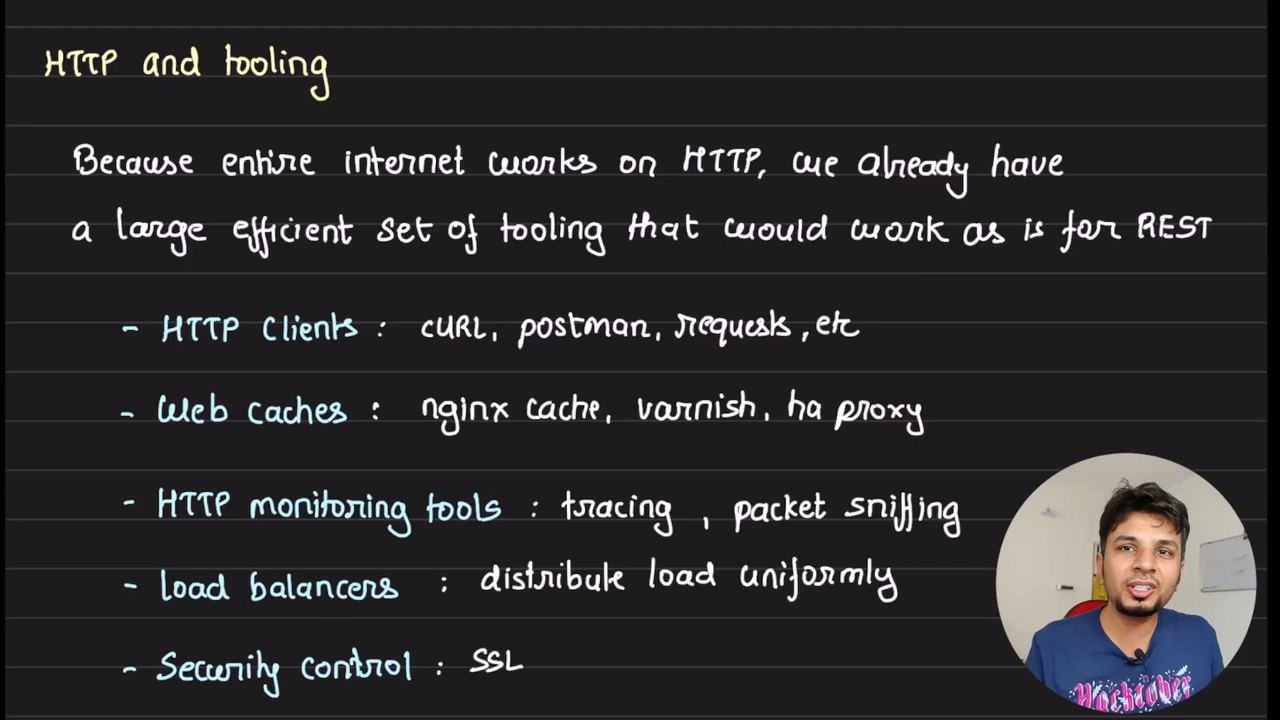 HTTP and tooling
Because entire internet works on HTTP, we already have
a large efficient set of tooling that would work as is for REST
- HTTP Clients : cURL, postman, requests, etc
- Web caches : nginx cache, varnish, ha proxy
- HTTP monitoring tools : tracing, packet sniffing
- load balancers : distribute load uniformly
- Security control : SSL
Hacktober